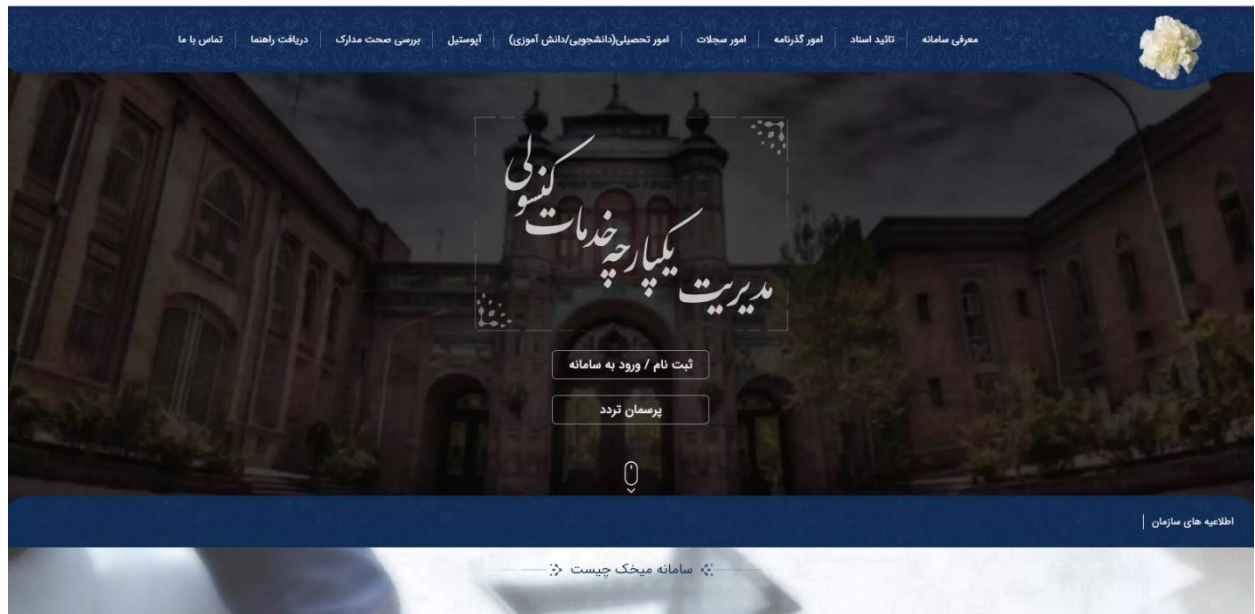 معرفی سامانه | تائید اسناد | امور گذرنامه | امور سجلات | امور تحصیلی(دانشجویی/دانش آموزی) | آپوستیل | بررسی صحت مدارک | دریافت راهنما | تماس با ما
مدیریت یکپارچه خدمات کنسولی
ثبت نام / ورود به سامانه
پرسمان تردد
اطلاعیه های سازمان |
سامانه میخک چیست